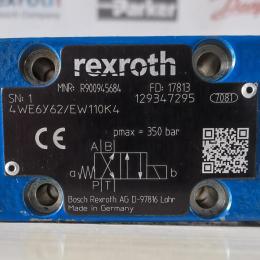 rexroth
MNR: R900945684 FD: 17813
SN: 1 129347295 7081
4WE6Y62/EW110K4
CE pmax = 350 bar
A B
a b
P T
Bosch Rexroth AG D-97816 Lohr
Made in Germany